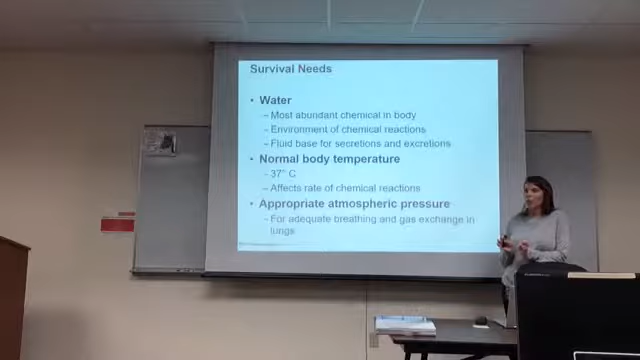 Survival Needs
• Water
– Most abundant chemical in body
– Environment of chemical reactions
– Fluid base for secretions and excretions
• Normal body temperature
– 37° C
– Affects rate of chemical reactions
• Appropriate atmospheric pressure
– For adequate breathing and gas exchange in
lungs